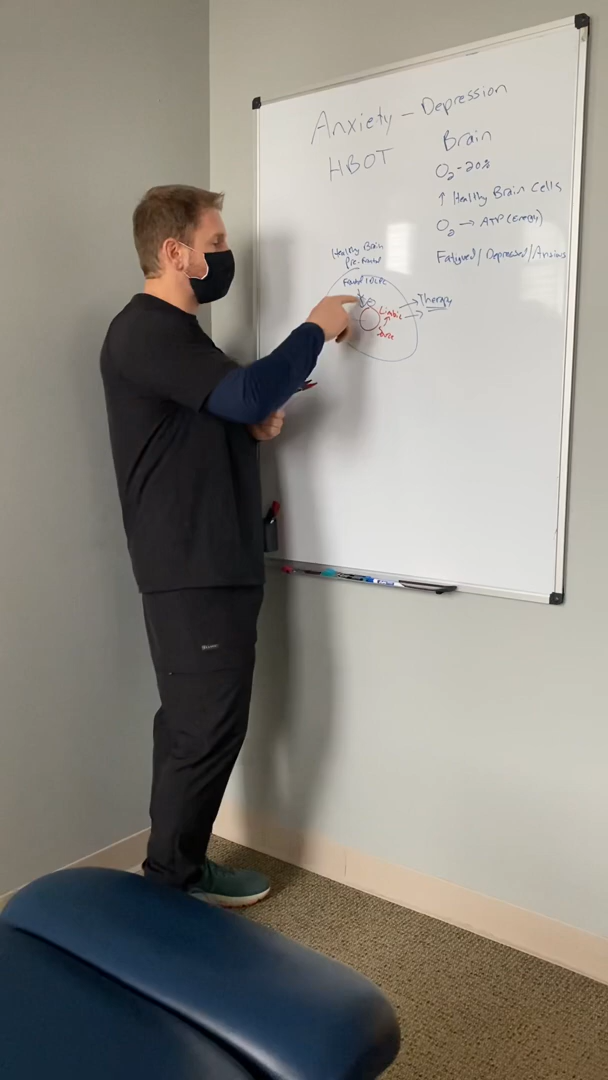 Anxiety - Depression
HBOT
Brain
O2 - 20%
↑ Healthy Brain Cells
O2 → ATP (energy)
Fatigued / Depressed / Anxious
Healthy Brain
Pre. Frontal
Frontal
Limbic
→ Therapy